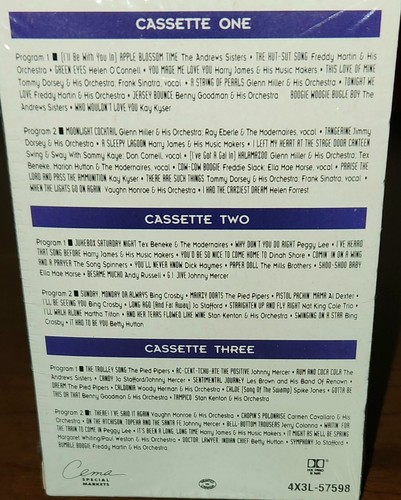 CASSETTE ONE
Program 1 ■ (I'll Be With You In) APPLE BLOSSOM TIME The Andrews Sisters • THE HUT-SUT SONG Freddy Martin & His
Orchestra • GREEN EYES Helen O'Connell • YOU MADE ME LOVE YOU Harry James & His Music Makers • THIS LOVE OF MINE
Tommy Dorsey & His Orchestra, Frank Sinatra, vocal • A STRING OF PEARLS Glenn Miller & His Orchestra • TONIGHT WE
LOVE Freddy Martin & His Orchestra • JERSEY BOUNCE Benny Goodman & His Orchestra BOOGIE WOOGIE BUGLE BOY The
Andrews Sisters • WHO WOULDN'T LOVE YOU Kay Kyser
Program 2 ■ MOONLIGHT COCKTAIL Glenn Miller & His Orchestra; Ray Eberle & The Modernaires, vocal • TANGERINE Jimmy
Dorsey & His Orchestra • A SLEEPY LAGOON Harry James & His Music Makers • I LEFT MY HEART AT THE STAGE DOOR CANTEEN
Swing & Sway with Sammy Kaye; Don Cornell, vocal • (I've Got A Gal In) KALAMAZOO Glenn Miller & His Orchestra; Tex
Beneke, Marion Hutton & The Modernaires, vocal • COW-COW BOOGIE Freddie Slack; Ella Mae Morse, vocal • PRAISE THE
LORD AND PASS THE AMMUNITION Kay Kyser • THERE ARE SUCH THINGS Tommy Dorsey & His Orchestra; Frank Sinatra, vocal •
WHEN THE LIGHTS GO ON AGAIN Vaughn Monroe & His Orchestra • I HAD THE CRAZIEST DREAM Helen Forrest
CASSETTE TWO
Program 1 ■ JUKEBOX SATURDAY NIGHT Tex Beneke & The Modernaires • WHY DON'T YOU DO RIGHT Peggy Lee • I'VE HEARD
THAT SONG BEFORE Harry James & His Music Makers • YOU'D BE SO NICE TO COME HOME TO Dinah Shore • COMIN' IN ON A WING
AND A PRAYER The Song Spinners • YOU'LL NEVER KNOW Dick Haymes • PAPER DOLL The Mills Brothers • SHOO-SHOO BABY
Ella Mae Morse • BESAME MUCHO Andy Russell • G.I. JIVE Johnny Mercer
Program 2 ■ SUNDAY, MONDAY OR ALWAYS Bing Crosby • MAIRZY DOATS The Pied Pipers • PISTOL PACKIN' MAMA Al Dexter •
I'LL BE SEEING YOU Bing Crosby • LONG AGO (And Far Away) Jo Stafford • STRAIGHTEN UP AND FLY RIGHT Nat King Cole Trio •
I'LL WALK ALONE Martha Tilton • AND HER TEARS FLOWED LIKE WINE Stan Kenton & His Orchestra • SWINGING ON A STAR Bing
Crosby • IT HAD TO BE YOU Betty Hutton
CASSETTE THREE
Program 1 ■ THE TROLLEY SONG The Pied Pipers • AC-CENT-TCHU-ATE THE POSITIVE Johnny Mercer • RUM AND COCA COLA The
Andrews Sisters • CANDY Jo Stafford/Johnny Mercer • SENTIMENTAL JOURNEY Les Brown and His Band Of Renown •
DREAM The Pied Pipers • CALDONIA Woody Herman & His Orchestra • CHLOE (Song Of The Swamp) Spike Jones • GOTTA BE
THIS OR THAT Benny Goodman & His Orchestra • TAMPICO Stan Kenton & His Orchestra
Program 2 ■ THERE! I'VE SAID IT AGAIN Vaughn Monroe & His Orchestra • CHOPIN'S POLONAISE Carmen Cavallaro & His
Orchestra • ON THE ATCHISON, TOPEKA AND THE SANTA FE Johnny Mercer • BELL-BOTTOM TROUSERS Jerry Colonna • WAITIN' FOR
THE TRAIN TO COME IN Peggy Lee • IT'S BEEN A LONG, LONG TIME Harry James & His Music Makers • IT MIGHT AS WELL BE SPRING
Margaret Whiting/Paul Weston & His Orchestra • DOCTOR, LAWYER, INDIAN CHIEF Betty Hutton • SYMPHONY Jo Stafford •
BUMBLE BOOGIE Freddy Martin & His Orchestra
Cema
SPECIAL
MARKETS
4X3L-57598